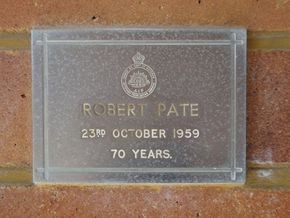 ROBERT PATE
23RD OCTOBER 1959
70 YEARS.